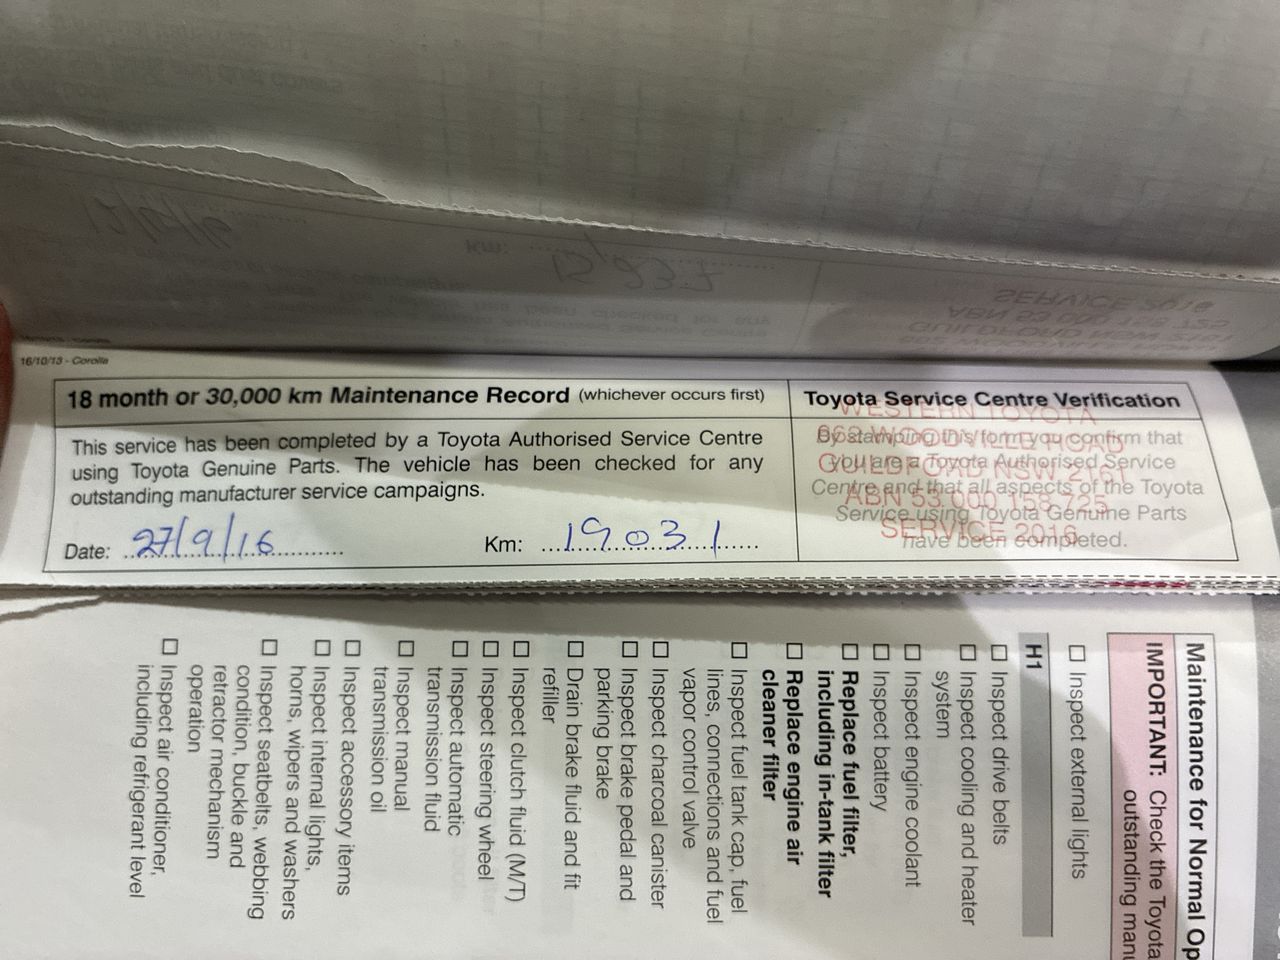 16/10/13 - Corolla
18 month or 30,000 km Maintenance Record (whichever occurs first)
This service has been completed by a Toyota Authorised Service Centre
using Toyota Genuine Parts. The vehicle has been checked for any
outstanding manufacturer service campaigns.
Date: 27/9/16
Km: 19031
Toyota Service Centre Verification
By stamping this form you confirm that
you are a Toyota Authorised Service
Centre and that all aspects of the Toyota
Service using Toyota Genuine Parts
have been completed.
WESTERN TOYOTA
WOODVILLE ROAD
GUILDFORD NSW 2161
ABN 53 000 158 725
SERVICE 2016
Maintenance for Normal Op
IMPORTANT: Check the Toyota
outstanding manu
Inspect external lights
H1
Inspect drive belts
Inspect cooling and heater
system
Inspect engine coolant
Inspect battery
Replace fuel filter,
including in-tank filter
Replace engine air
cleaner filter
Inspect fuel tank cap, fuel
lines, connections and fuel
vapor control valve
Inspect charcoal canister
Inspect brake pedal and
parking brake
Drain brake fluid and fit
refiller
Inspect clutch fluid (M/T)
Inspect steering wheel
Inspect automatic
transmission fluid
Inspect manual
transmission oil
Inspect accessory items
Inspect internal lights,
horns, wipers and washers
Inspect seatbelts, webbing
condition, buckle and
retractor mechanism
operation
Inspect air conditioner,
including refrigerant level